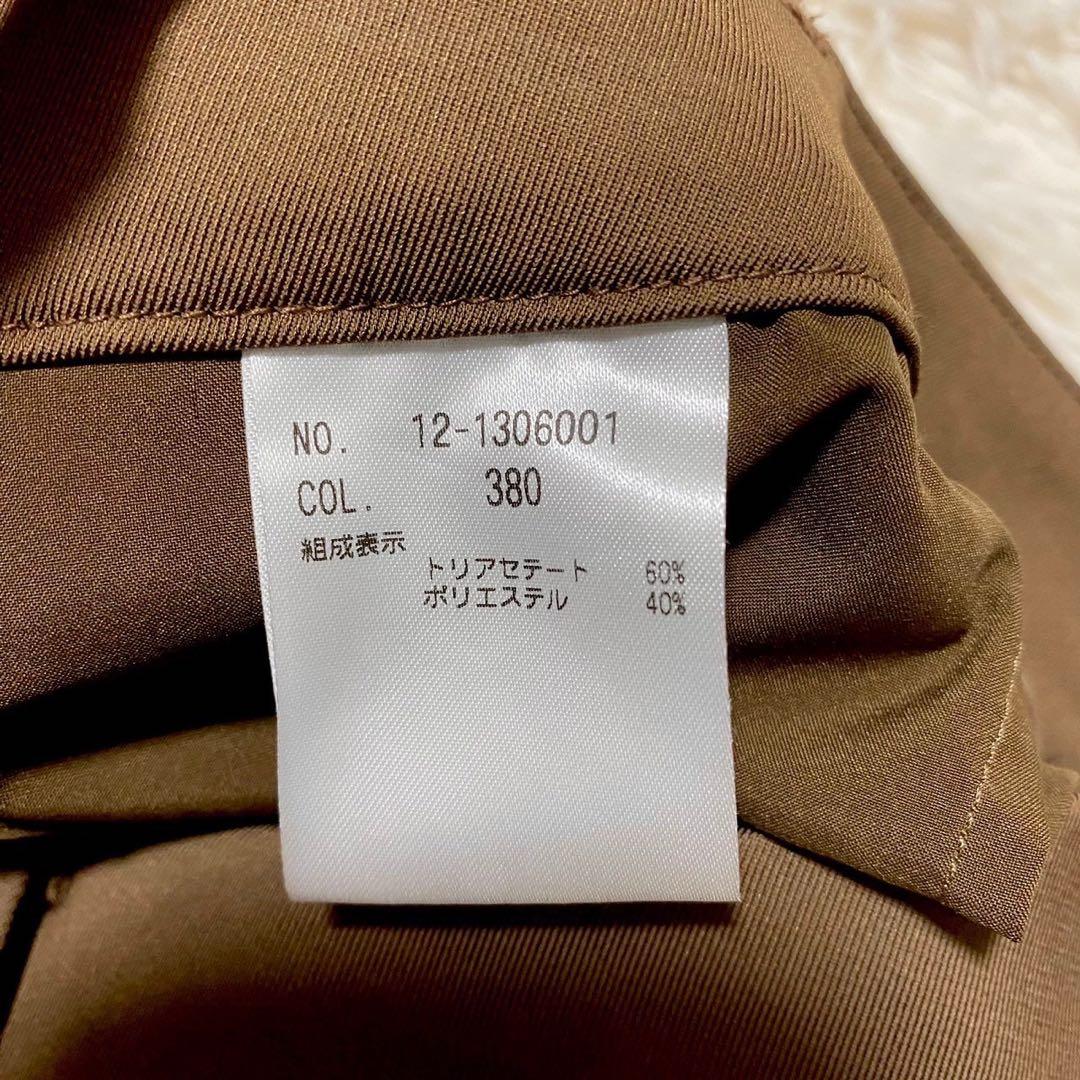 NO. 12-1306001
COL. 380
組成表示
トリアセテート 60%
ポリエステル 40%